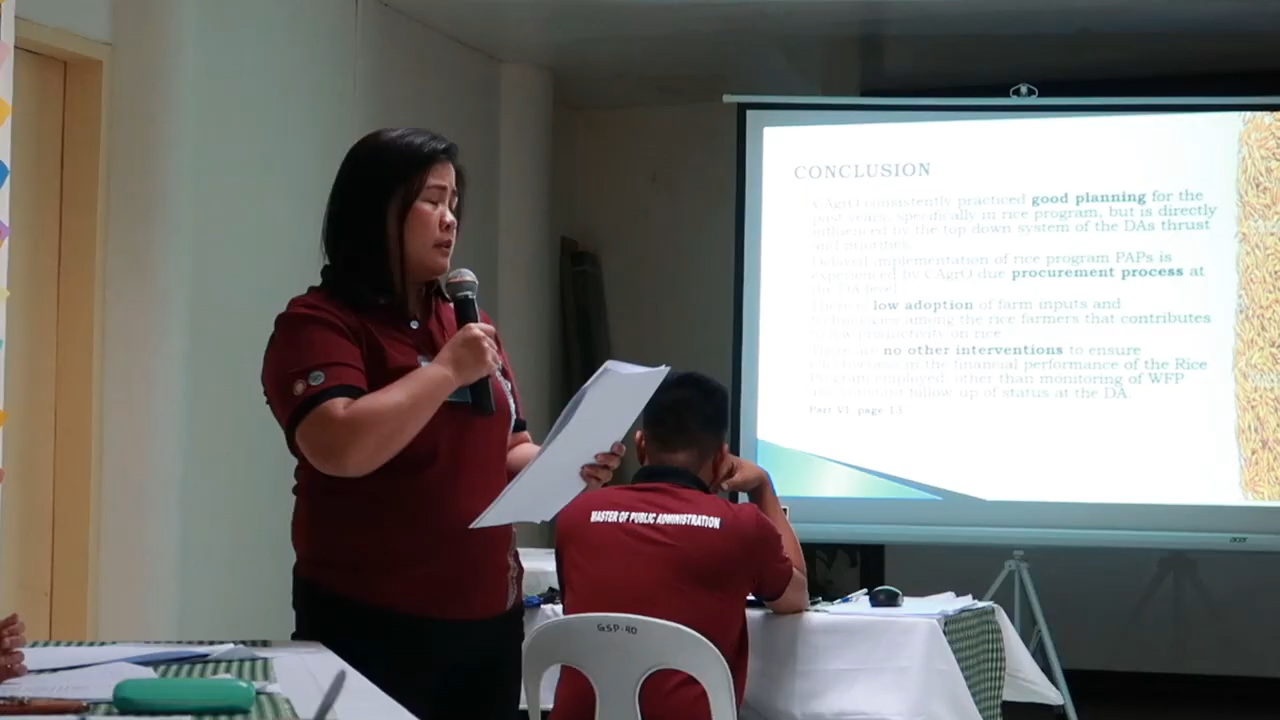 CONCLUSION
CAgrO consistently practiced good planning for the
past years, specifically in rice program, but is directly
influenced by the top down system of the DAs thrust
and priorities.
Delayed implementation of rice program PAPs is
experienced by CAgrO due procurement process at
the DA level
There is low adoption of farm inputs and
among the rice farmers that contributes
to low productivity on rice
There are no other interventions to ensure
in the financial performance of the Rice
Program employed, other than monitoring of WFP
and constant follow up of status at the DA.
Part VI, page 13
MASTER OF PUBLIC ADMINISTRATION
acer
GSP-40